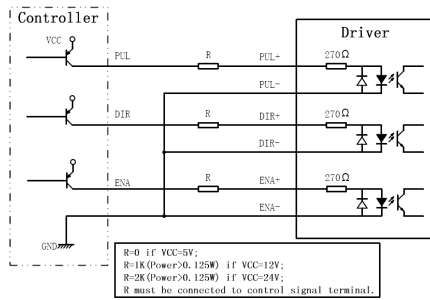 Controller
Driver
VCC
PUL
R
PUL+
270Ω
PUL-
DIR
R
DIR+
270Ω
DIR-
ENA
R
ENA+
270Ω
ENA-
GND
R=0 if VCC=5V;
R=1K(Power>0.125W) if VCC=12V;
R=2K(Power>0.125W) if VCC=24V;
R must be connected to control signal terminal.